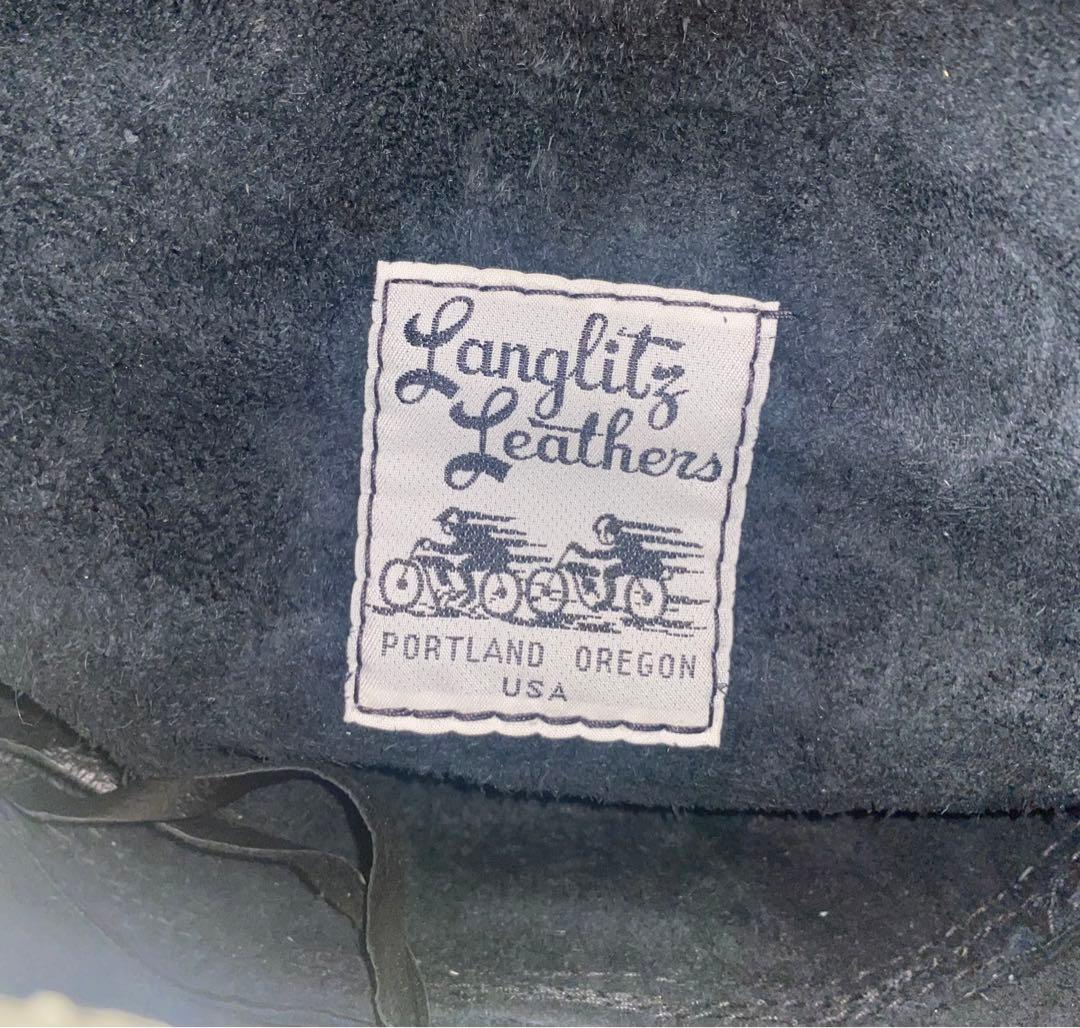 Langlitz
Leathers
PORTLAND OREGON
USA